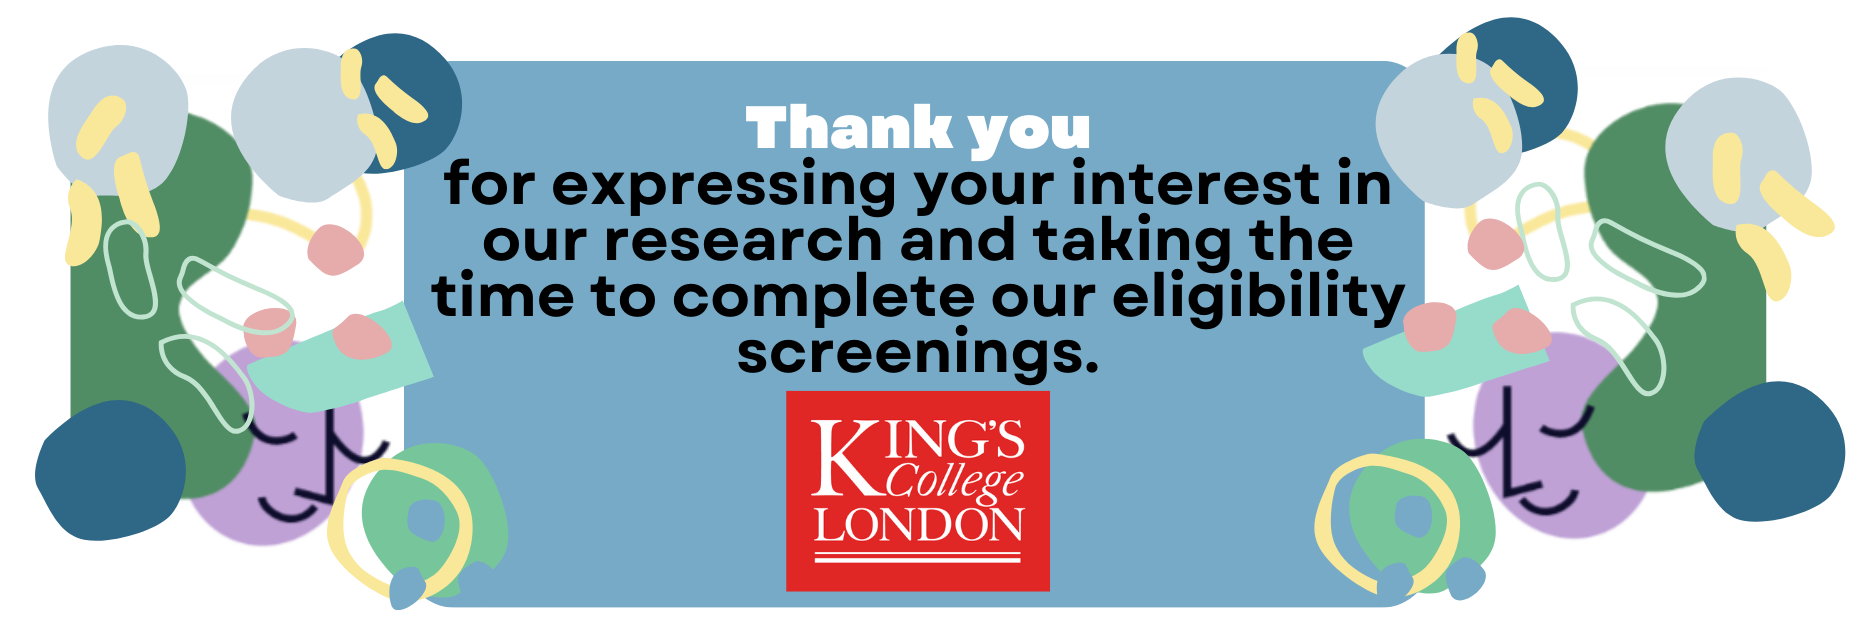 Thank you
for expressing your interest in
our research and taking the
time to complete our eligibility
screenings.
KING'S
College
LONDON